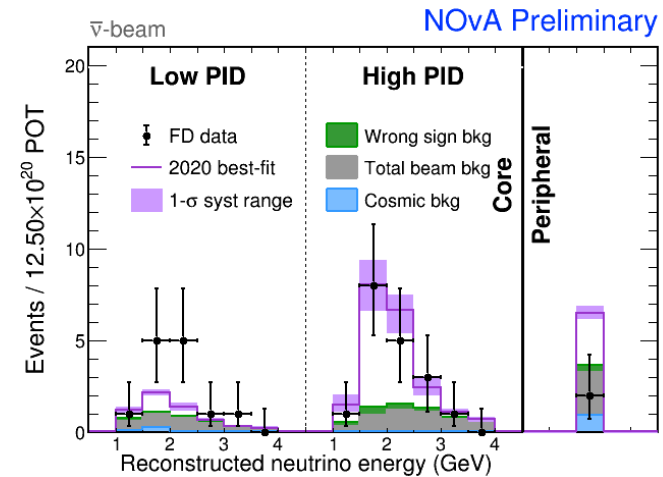 ν̄-beam
NOvA Preliminary
Low PID
High PID
FD data
2020 best-fit
1-σ syst range
Wrong sign bkg
Total beam bkg
Cosmic bkg
Core
Peripheral
Events / 12.50×10²⁰ POT
20
15
10
5
0
1 2 3 4 1 2 3 4
Reconstructed neutrino energy (GeV)